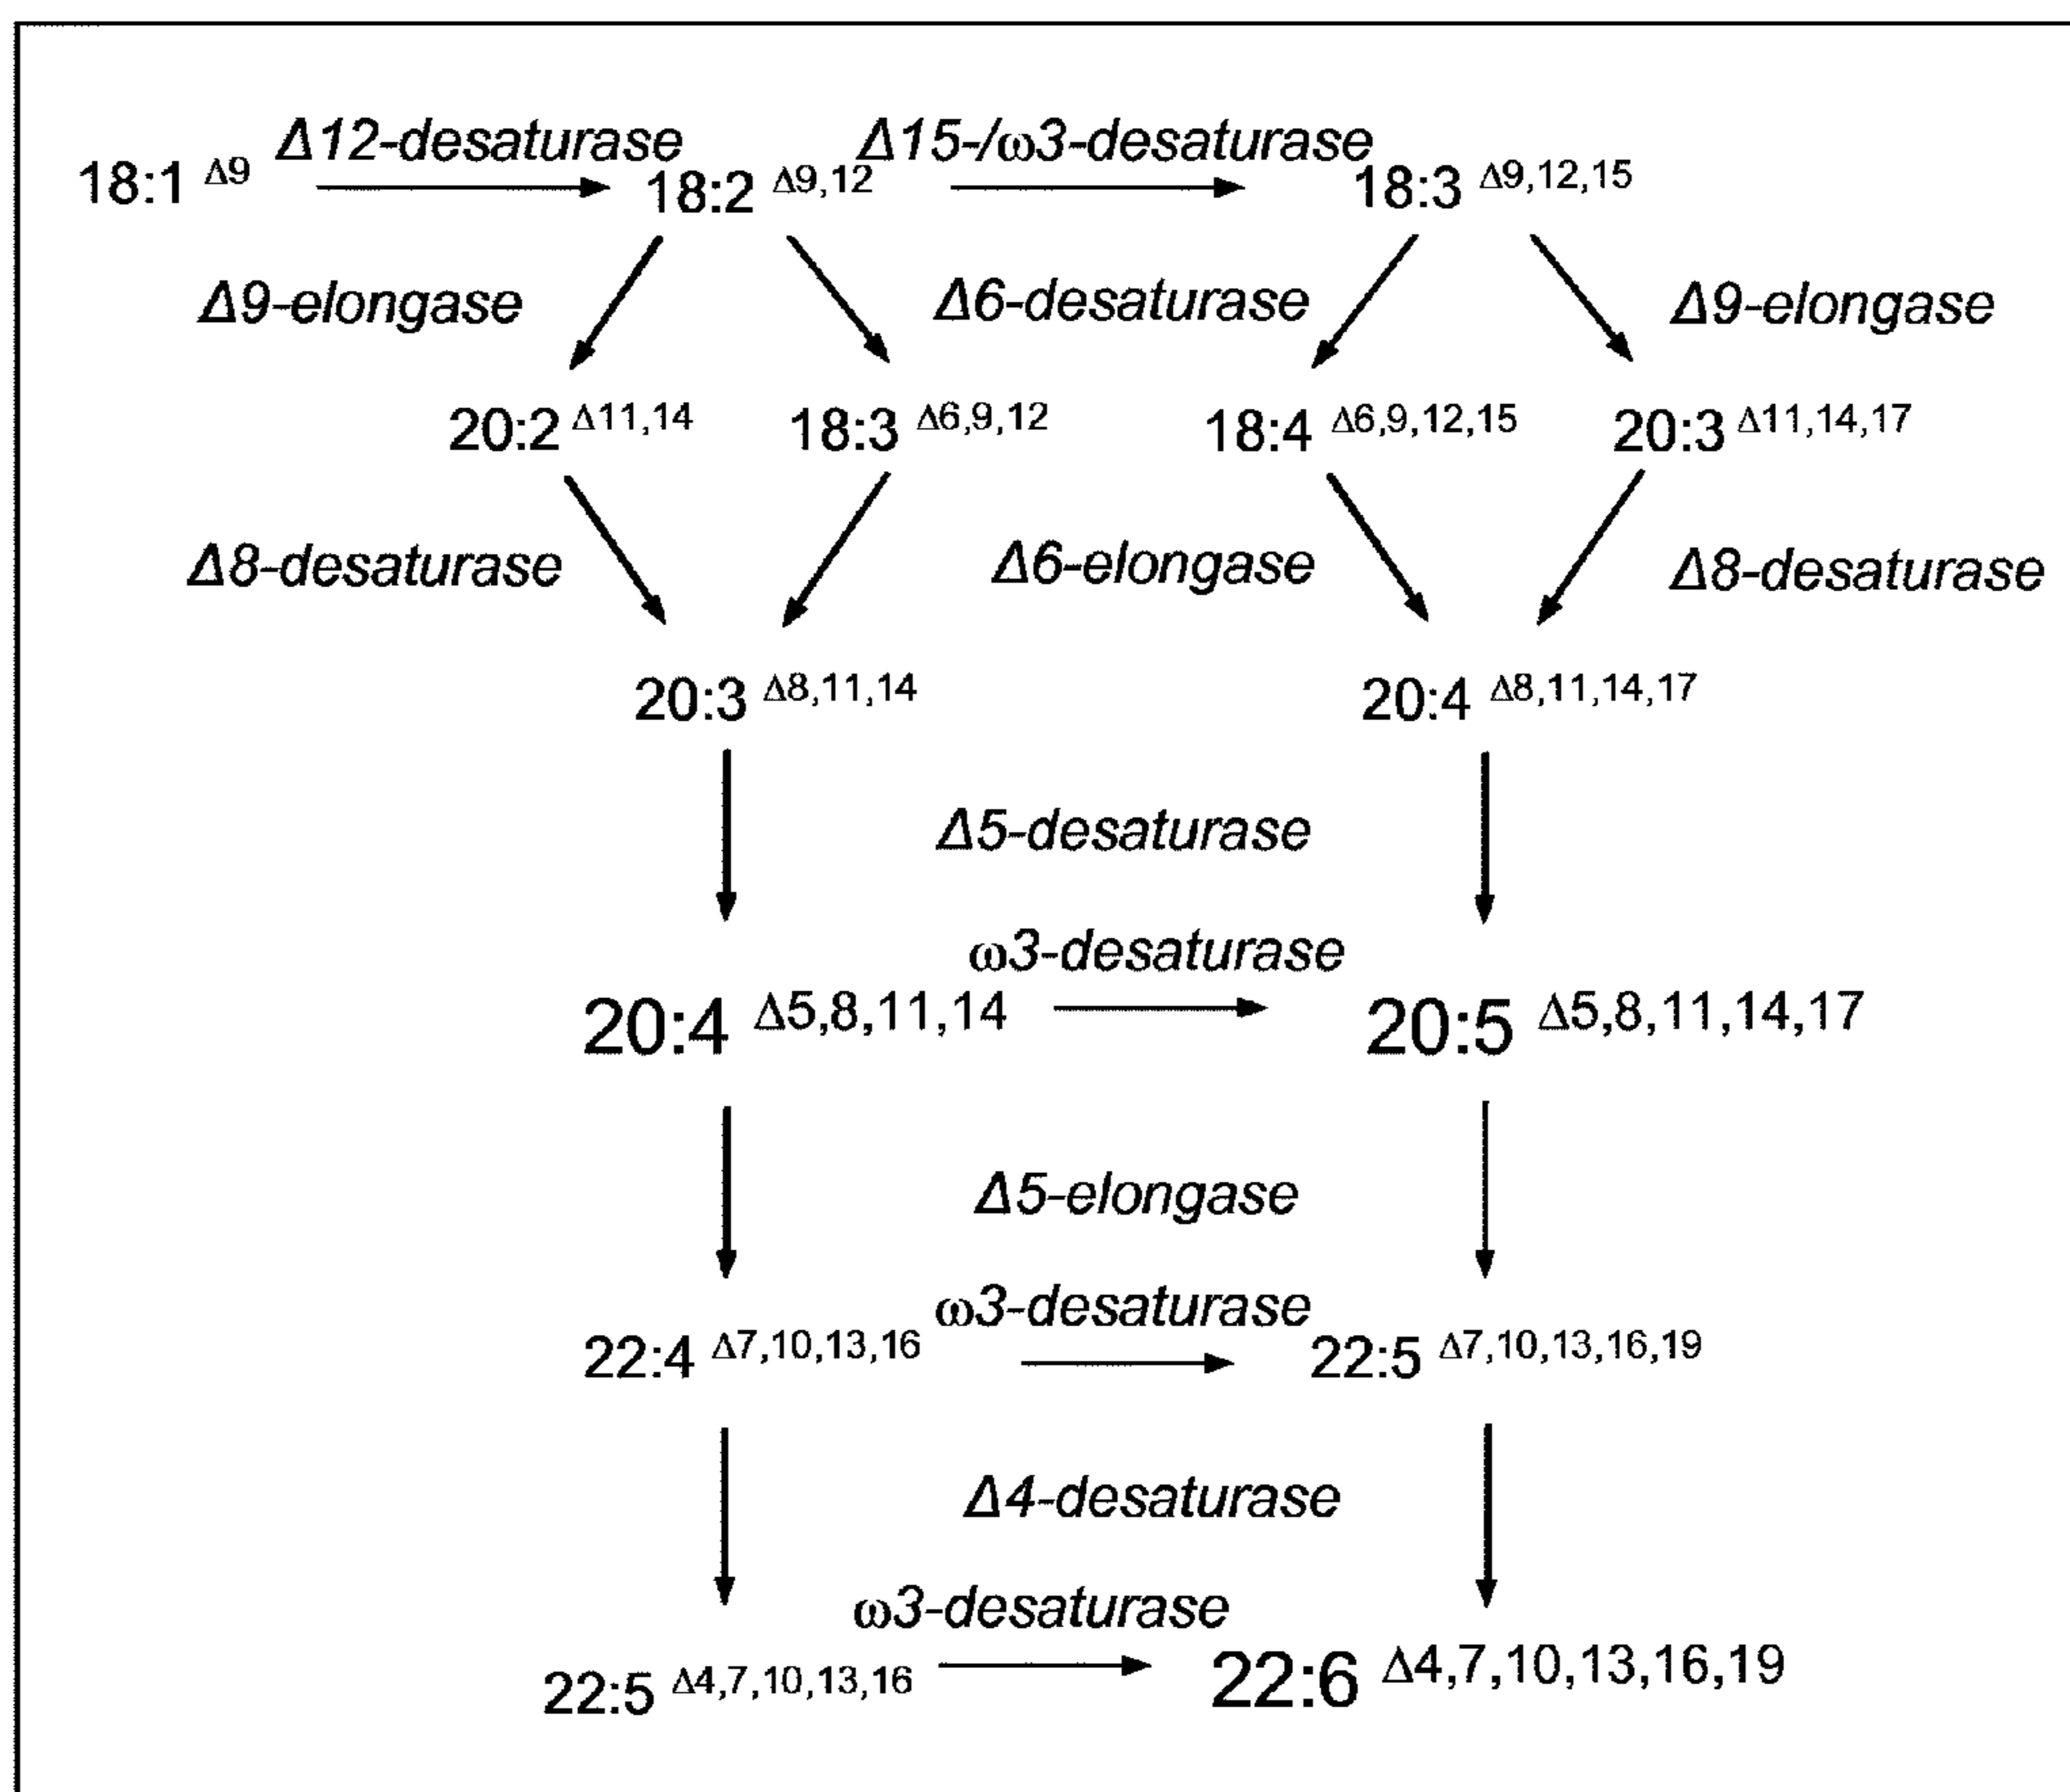 Δ12-desaturase Δ15-/ω3-desaturase
18:1 Δ9 18:2 Δ9,12 18:3 Δ9,12,15
Δ9-elongase Δ6-desaturase Δ9-elongase
20:2 Δ11,14 18:3 Δ6,9,12 18:4 Δ6,9,12,15 20:3 Δ11,14,17
Δ8-desaturase Δ6-elongase Δ8-desaturase
20:3 Δ8,11,14 20:4 Δ8,11,14,17
Δ5-desaturase
ω3-desaturase
20:4 Δ5,8,11,14 20:5 Δ5,8,11,14,17
Δ5-elongase
ω3-desaturase
22:4 Δ7,10,13,16 22:5 Δ7,10,13,16,19
Δ4-desaturase
ω3-desaturase
22:5 Δ4,7,10,13,16 22:6 Δ4,7,10,13,16,19